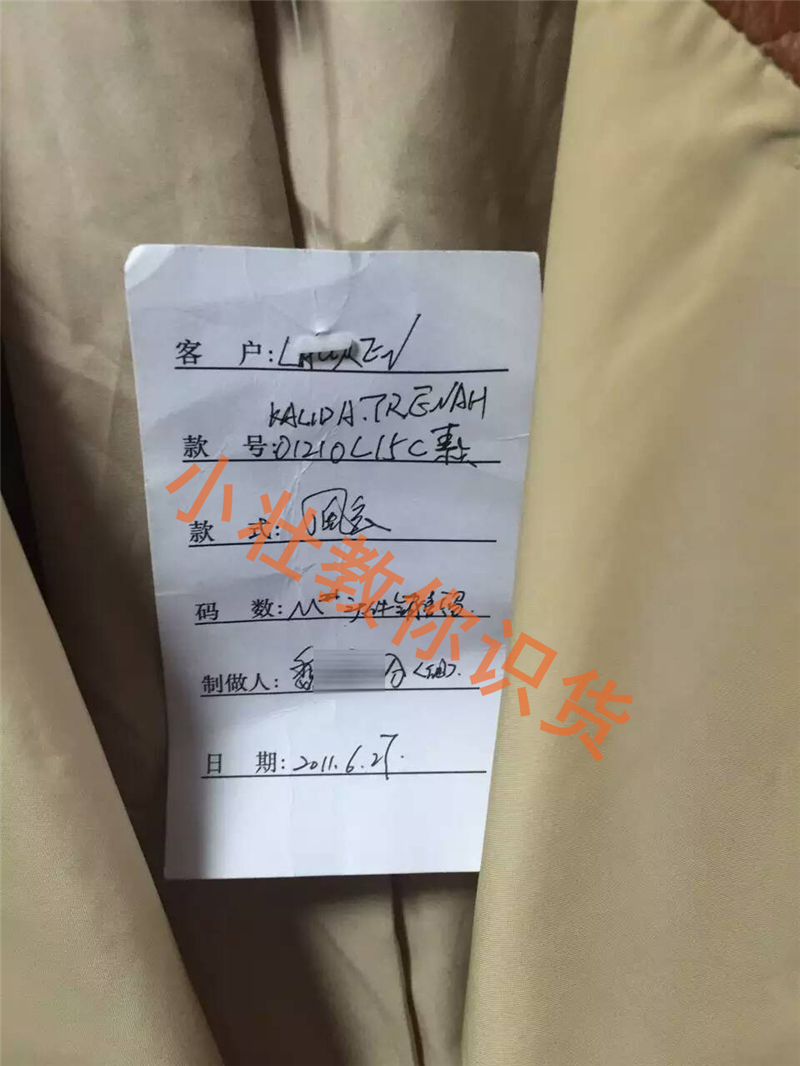 客 户: LAUREN
KALIDA.TRENAH
款 号: 01210L15C
款 式: 风衣
码 数: M
制做人:
日 期: 2011.6.27.
小壮教你识货